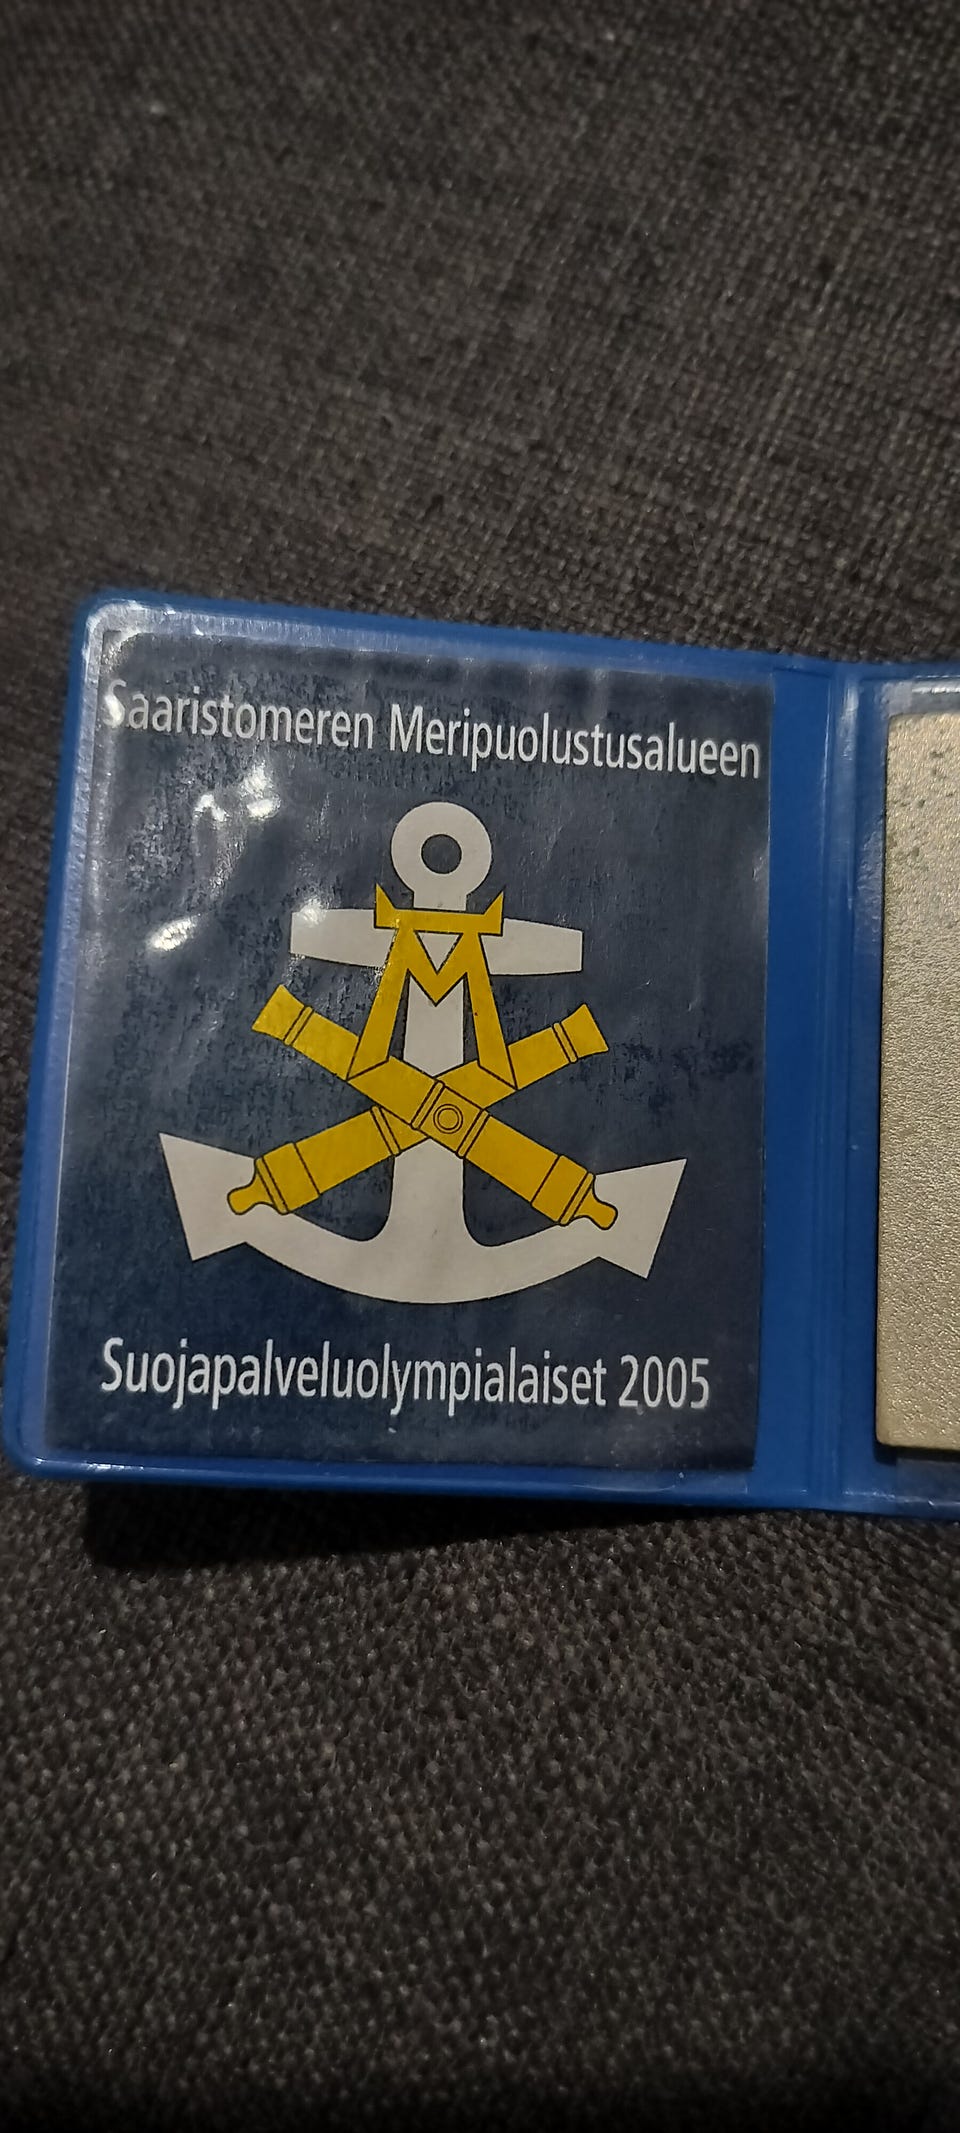 Saaristomeren Meripuolustusalueen
M
Suojapalveluolympialaiset 2005